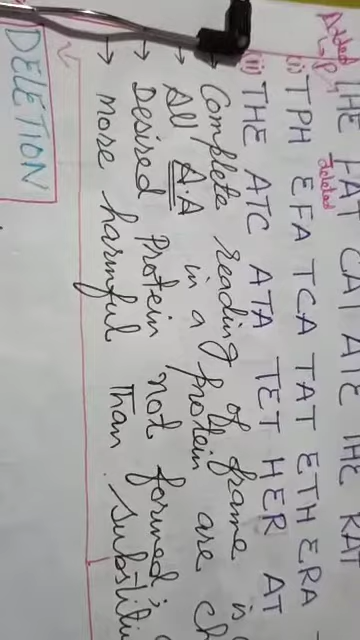 Added
↳ P
THE FAT CAT ATE THE RAT
deleted
(i) TPH EFA TCA TAT ETH ERA
(ii) THE ATC ATA TET HER AT
→ Complete reading of frame is
→ All A.A in a protein are
→ Desired Protein not formed
→ more harmful Than
DELETION